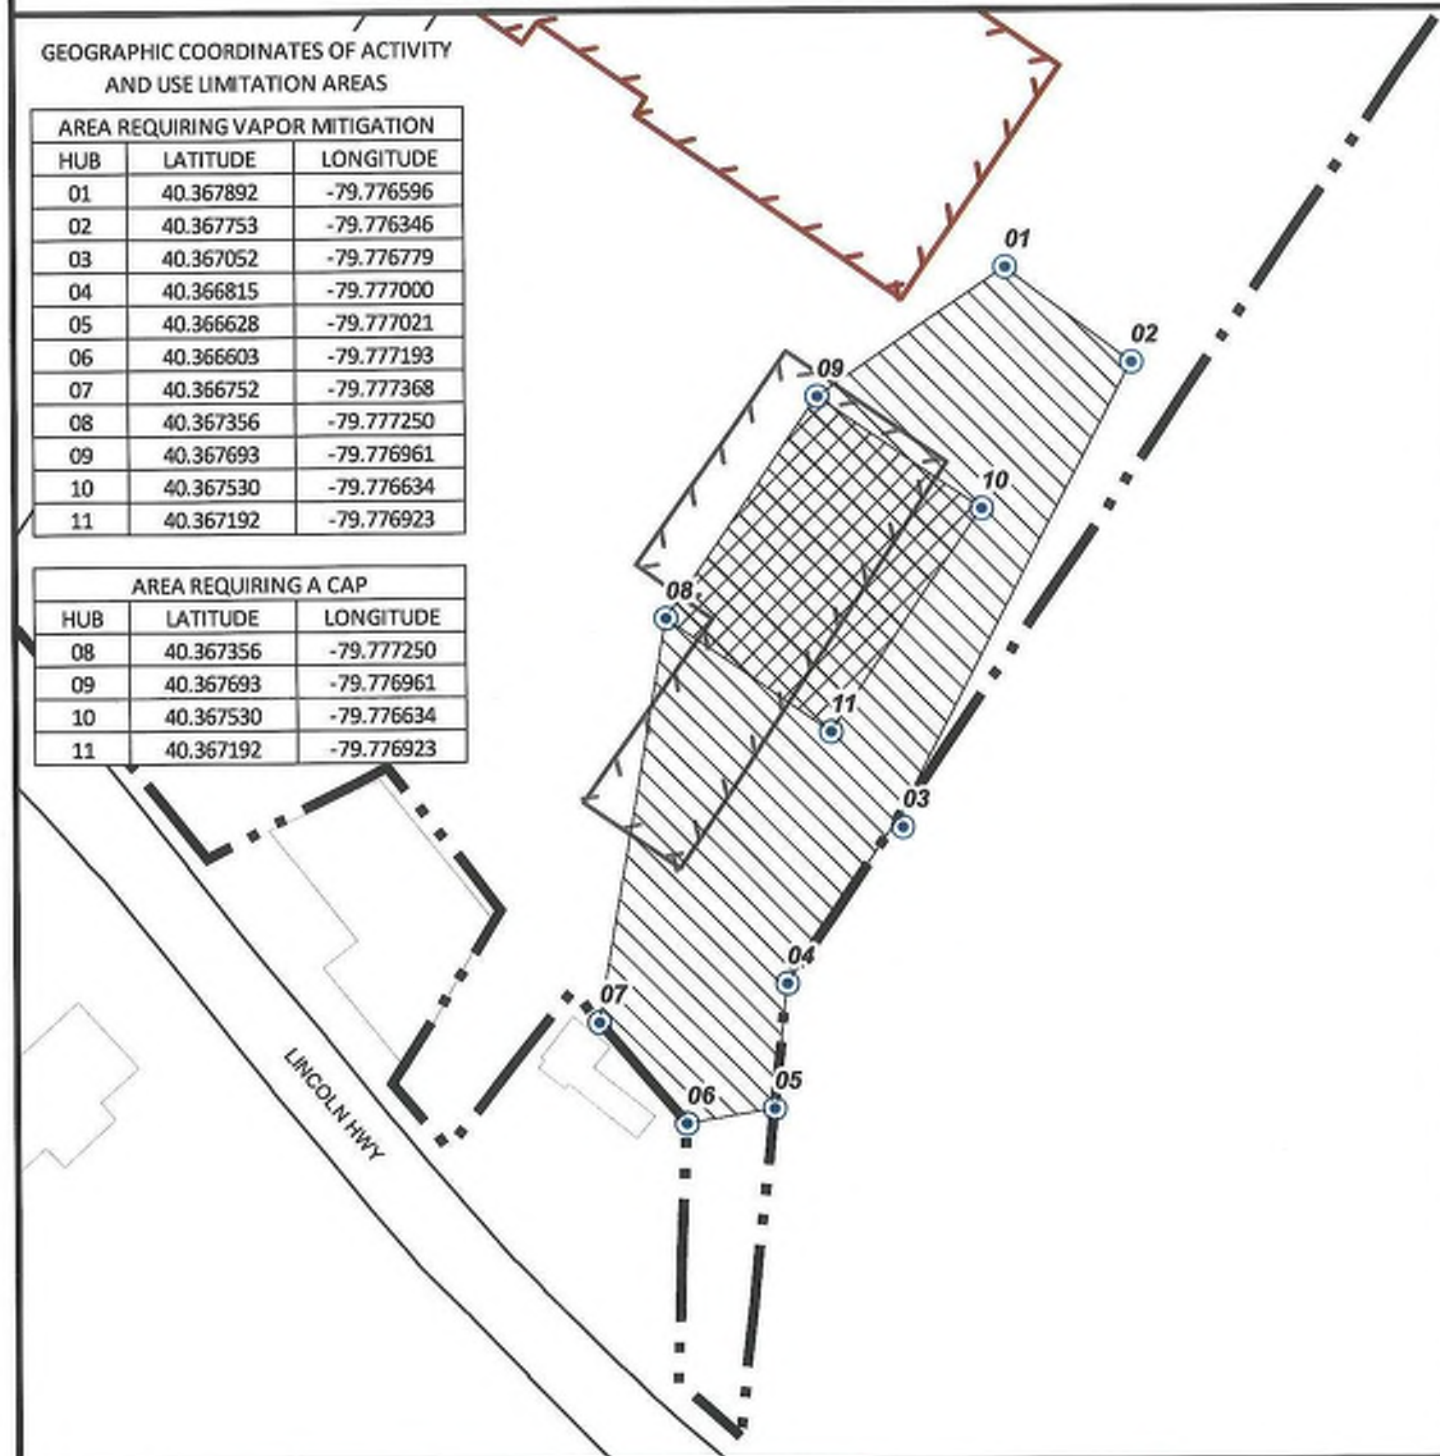 GEOGRAPHIC COORDINATES OF ACTIVITY
AND USE LIMITATION AREAS
AREA REQUIRING VAPOR MITIGATION
HUB LATITUDE LONGITUDE
01 40.367892 -79.776596
02 40.367753 -79.776346
03 40.367052 -79.776779
04 40.366815 -79.777000
05 40.366628 -79.777021
06 40.366603 -79.777193
07 40.366752 -79.777368
08 40.367356 -79.777250
09 40.367693 -79.776961
10 40.367530 -79.776634
11 40.367192 -79.776923
AREA REQUIRING A CAP
HUB LATITUDE LONGITUDE
08 40.367356 -79.777250
09 40.367693 -79.776961
10 40.367530 -79.776634
11 40.367192 -79.776923
01
02
09
10
08
11
03
04
07
05
06
LINCOLN HWY